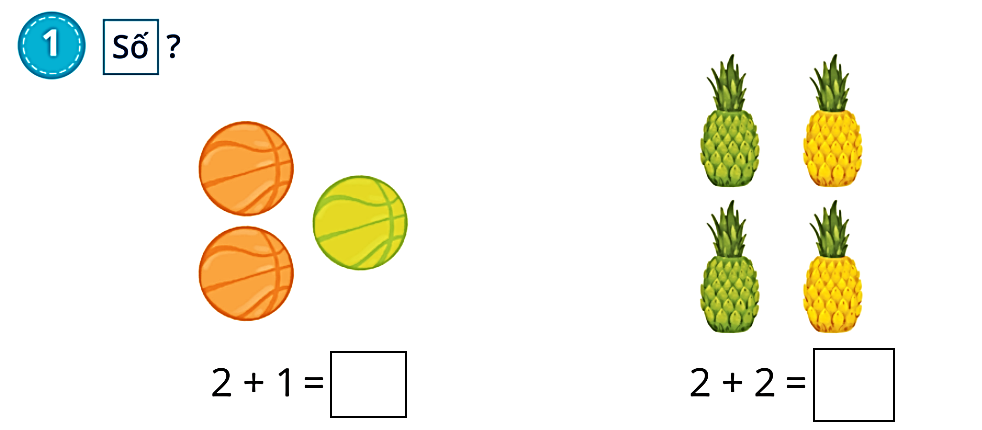 1 Số ?
2 + 1 =
2 + 2 =